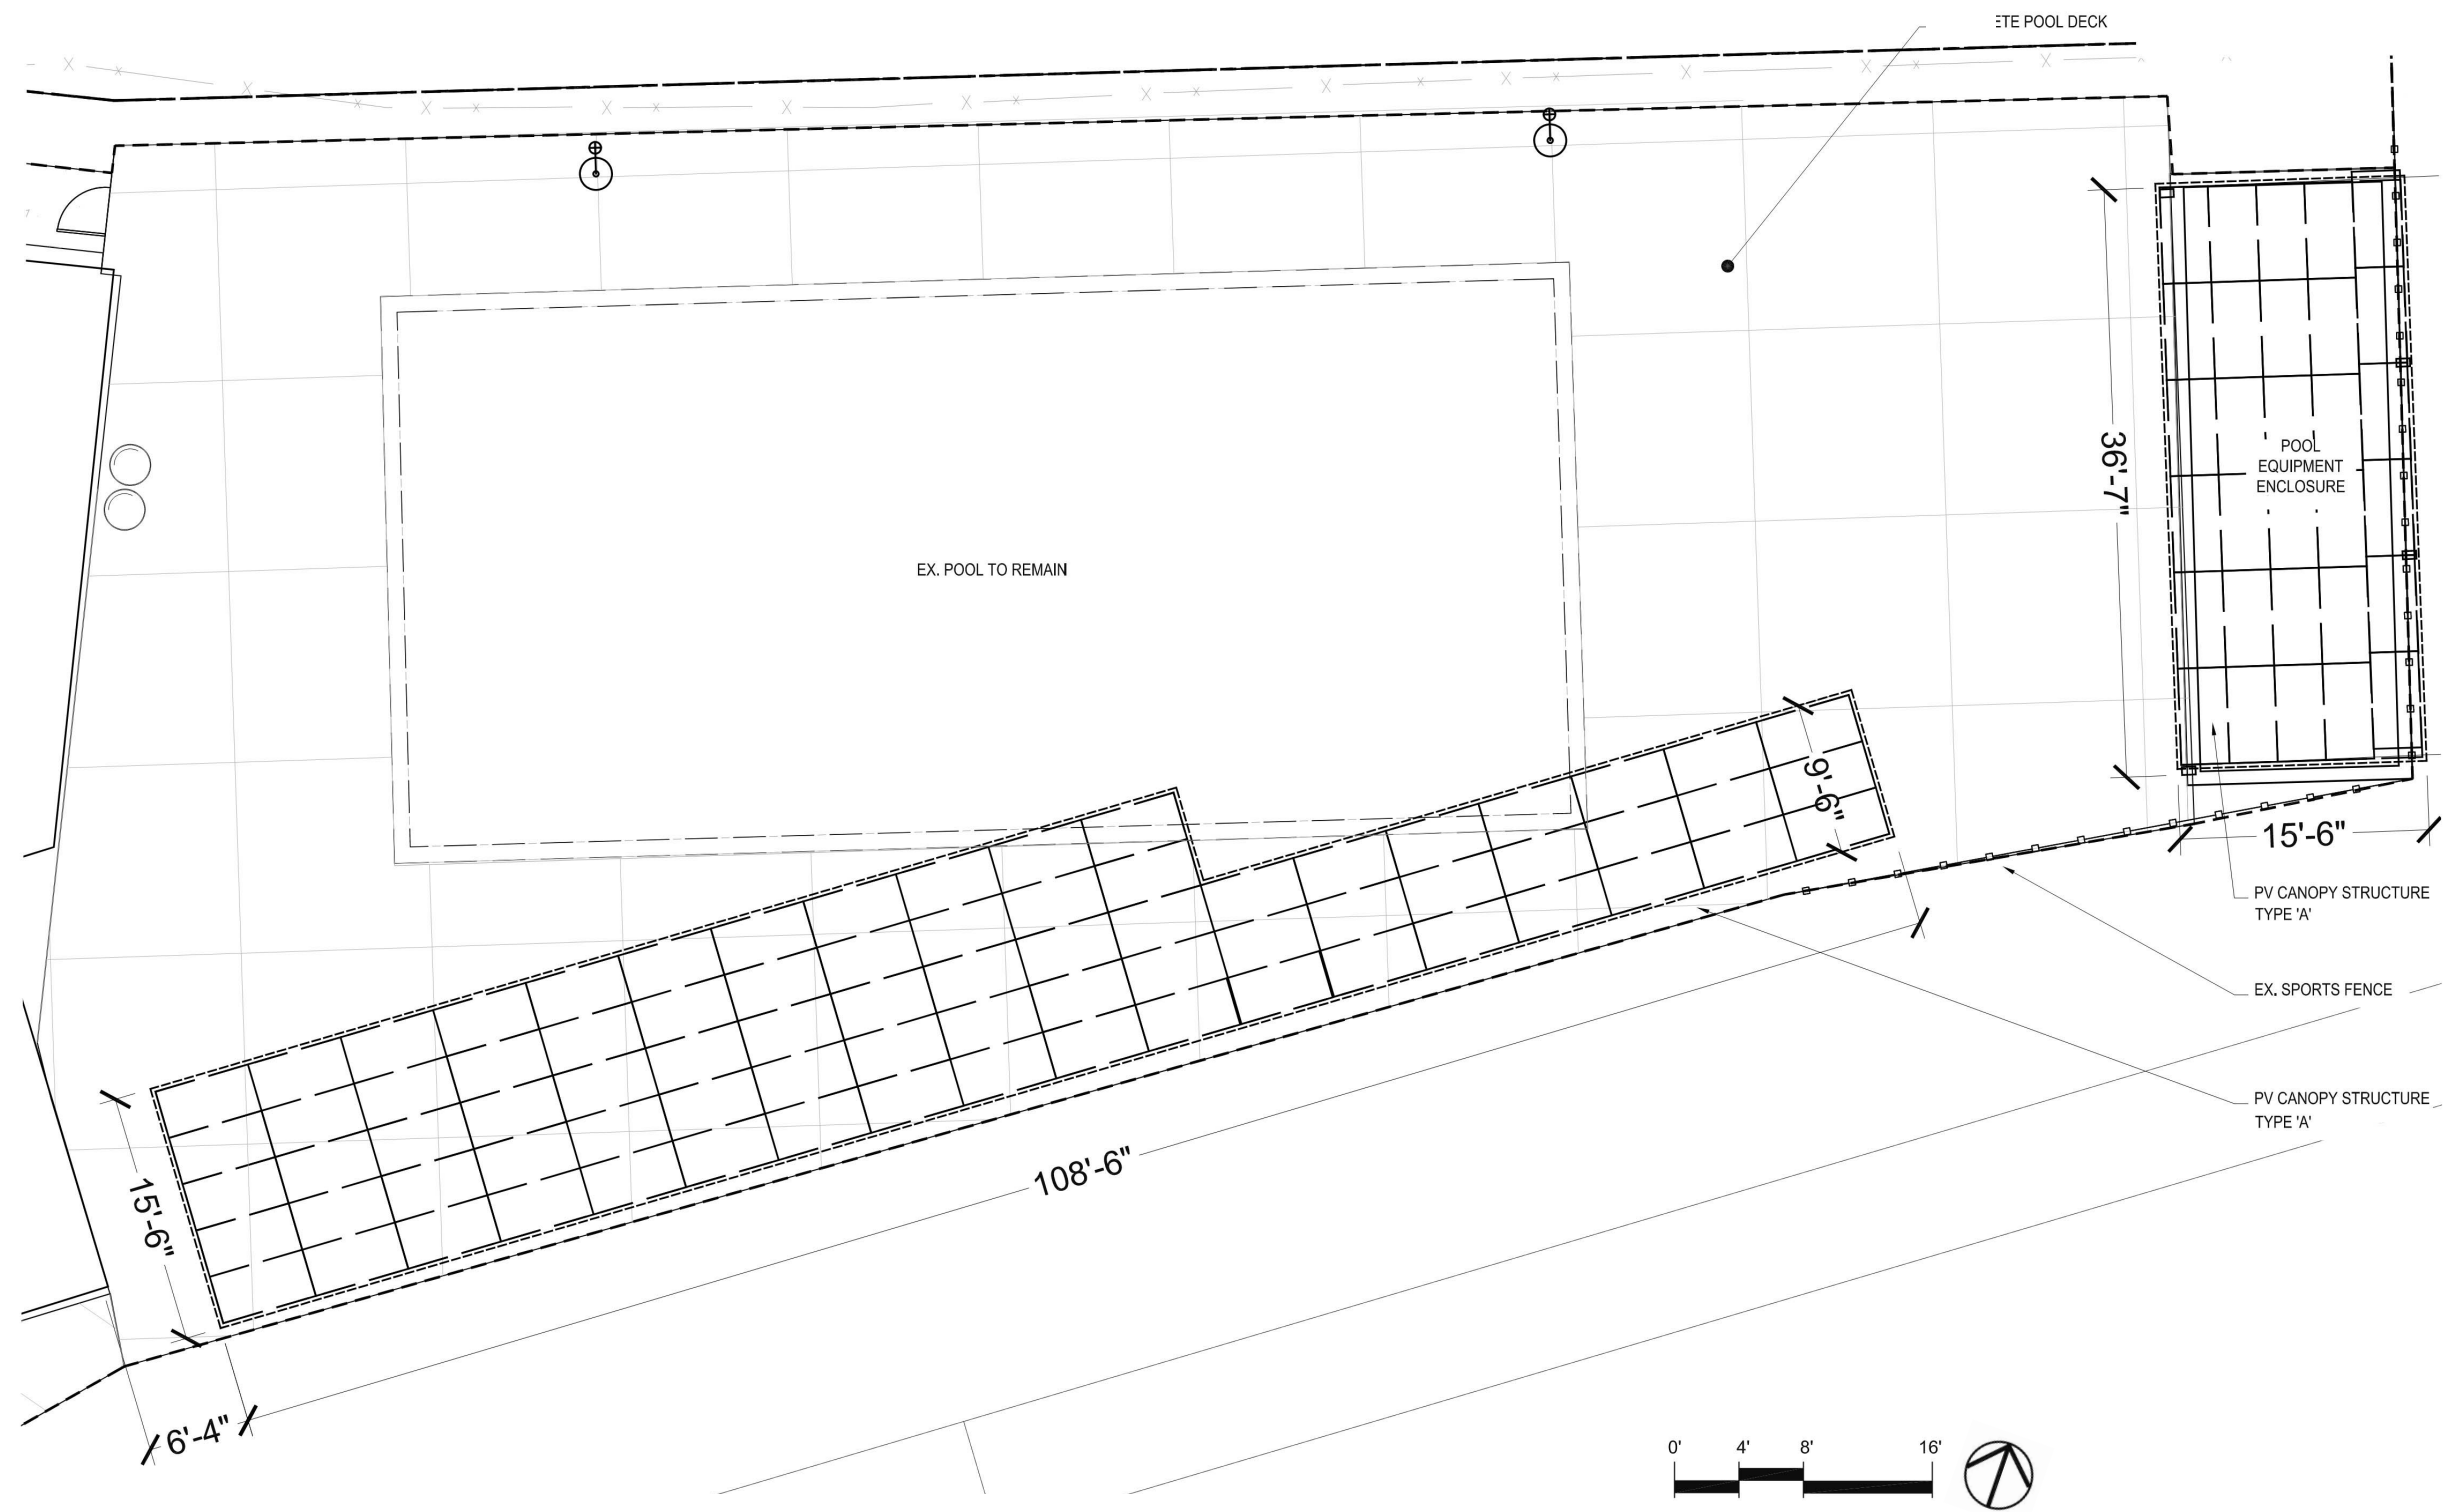 ETE POOL DECK
36'-7"
POOL
EQUIPMENT
ENCLOSURE
EX. POOL TO REMAIN
9'-6"
15'-6"
PV CANOPY STRUCTURE
TYPE 'A'
EX. SPORTS FENCE
PV CANOPY STRUCTURE
TYPE 'A'
108'-6"
15'-6"
6'-4"
0' 4' 8' 16'